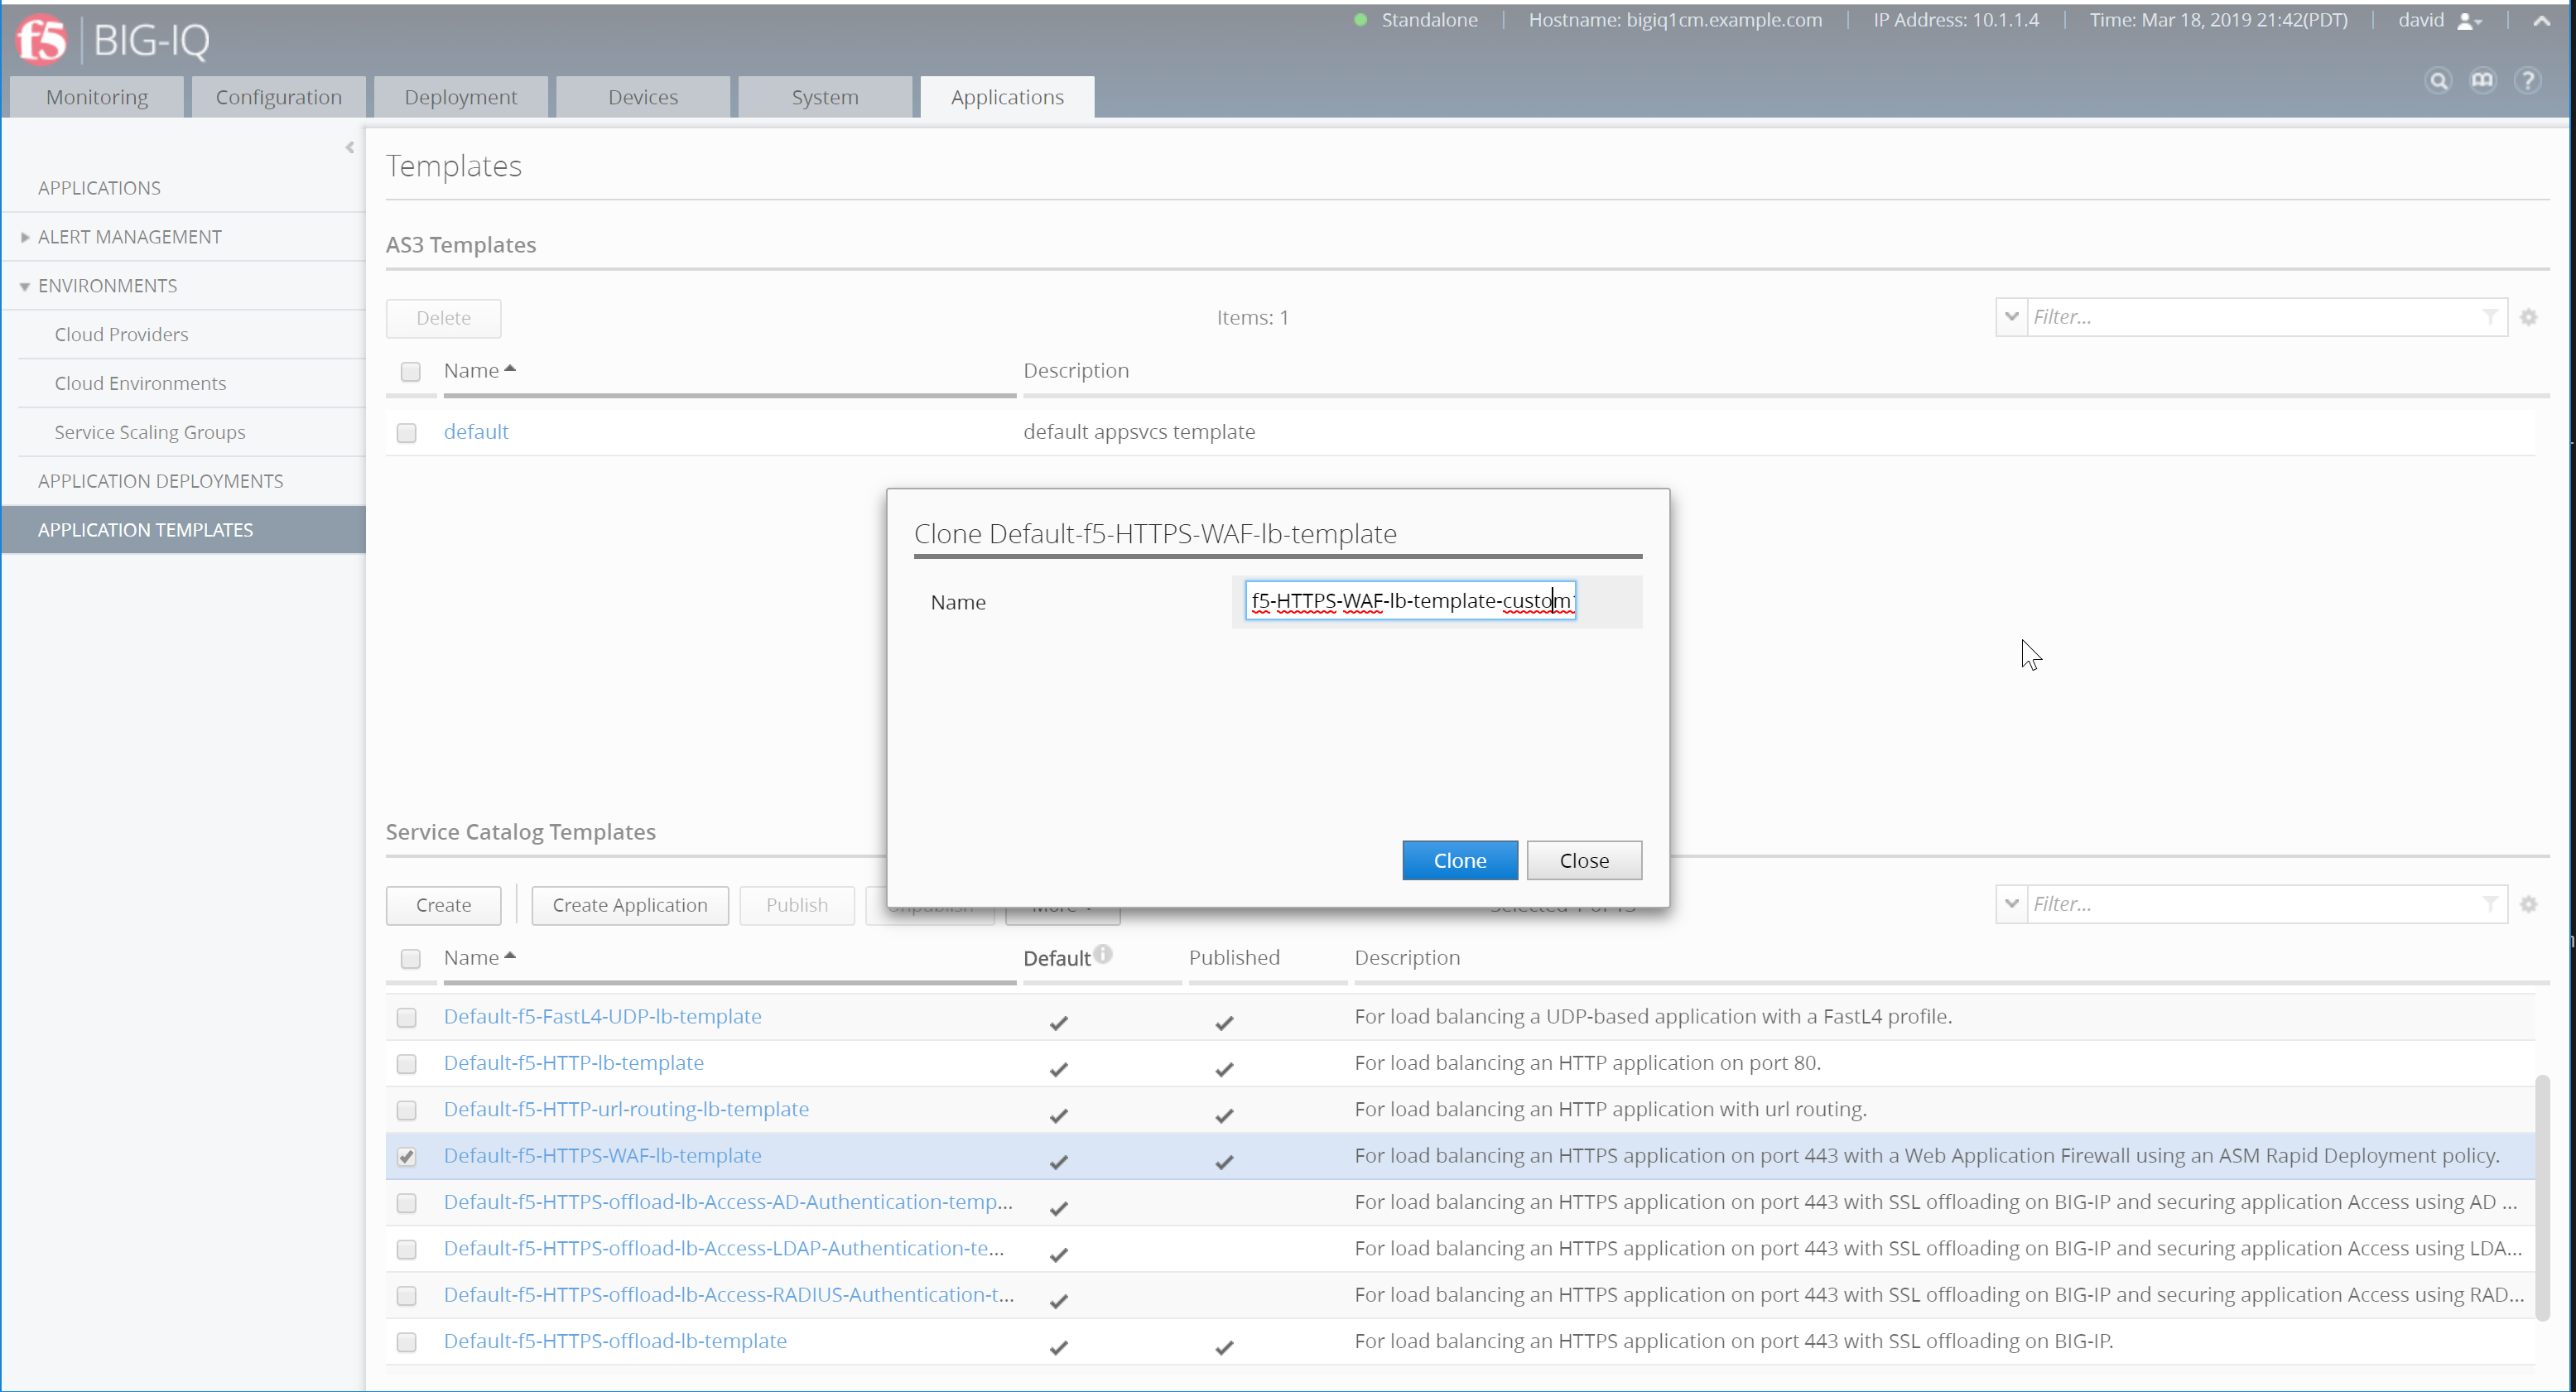 Standalone Hostname: bigiq1cm.example.com IP Address: 10.1.1.4 Time: Mar 18, 2019 21:42(PDT) david
f5 BIG-IQ
Monitoring Configuration Deployment Devices System Applications
?
APPLICATIONS
ALERT MANAGEMENT
ENVIRONMENTS
Cloud Providers
Cloud Environments
Service Scaling Groups
APPLICATION DEPLOYMENTS
APPLICATION TEMPLATES
Templates
AS3 Templates
Delete Items: 1 Filter...
Name Description
default default appsvcs template
Clone Default-f5-HTTPS-WAF-lb-template
Name f5-HTTPS-WAF-lb-template-custom
Clone Close
Service Catalog Templates
Create Create Application Publish Unpublish More Selected 1 of 13 Filter...
Name Default Published Description
Default-f5-FastL4-UDP-lb-template For load balancing a UDP-based application with a FastL4 profile.
Default-f5-HTTP-lb-template For load balancing an HTTP application on port 80.
Default-f5-HTTP-url-routing-lb-template For load balancing an HTTP application with url routing.
Default-f5-HTTPS-WAF-lb-template For load balancing an HTTPS application on port 443 with a Web Application Firewall using an ASM Rapid Deployment policy.
Default-f5-HTTPS-offload-lb-Access-AD-Authentication-temp... For load balancing an HTTPS application on port 443 with SSL offloading on BIG-IP and securing application Access using AD ...
Default-f5-HTTPS-offload-lb-Access-LDAP-Authentication-te... For load balancing an HTTPS application on port 443 with SSL offloading on BIG-IP and securing application Access using LDA...
Default-f5-HTTPS-offload-lb-Access-RADIUS-Authentication-t... For load balancing an HTTPS application on port 443 with SSL offloading on BIG-IP and securing application Access using RAD...
Default-f5-HTTPS-offload-lb-template For load balancing an HTTPS application on port 443 with SSL offloading on BIG-IP.